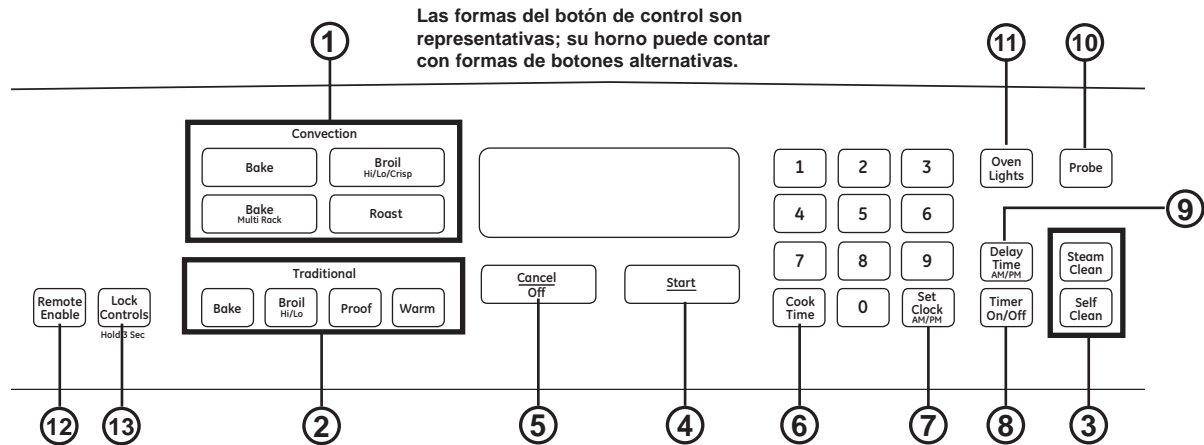 Las formas del botón de control son
representativas; su horno puede contar
con formas de botones alternativas.
1
11
10
Convection
Bake
Broil
Hi/Lo/Crisp
Bake
Multi Rack
Roast
1 2 3
4 5 6
7 8 9
0
Oven
Lights
Probe
9
Traditional
Bake
Broil
Hi/Lo
Proof
Warm
Cancel
Off
Start
Delay
Time
AM/PM
Steam
Clean
Remote
Enable
Lock
Controls
Hold 3 Sec
Cook
Time
Set
Clock
AM/PM
Timer
On/Off
Self
Clean
12
13
2
5
4
6
7
8
3